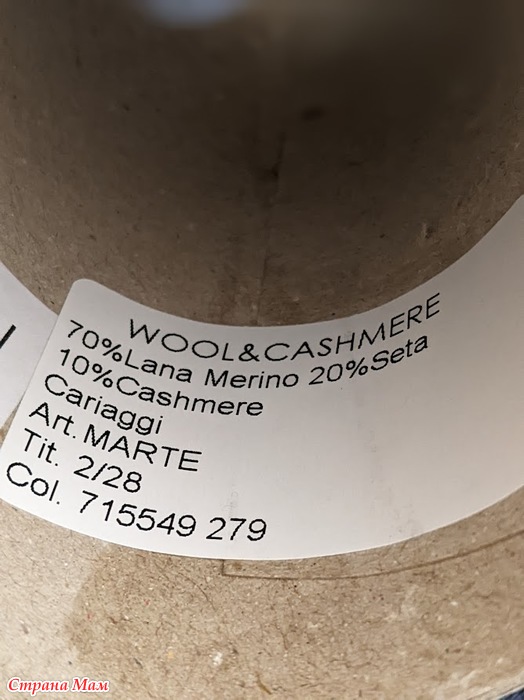 WOOL&CASHMERE
70%Lana Merino 20%Seta
10%Cashmere
Cariaggi
Art. MARTE
Tit. 2/28
Col. 715549 279
Страна Мам